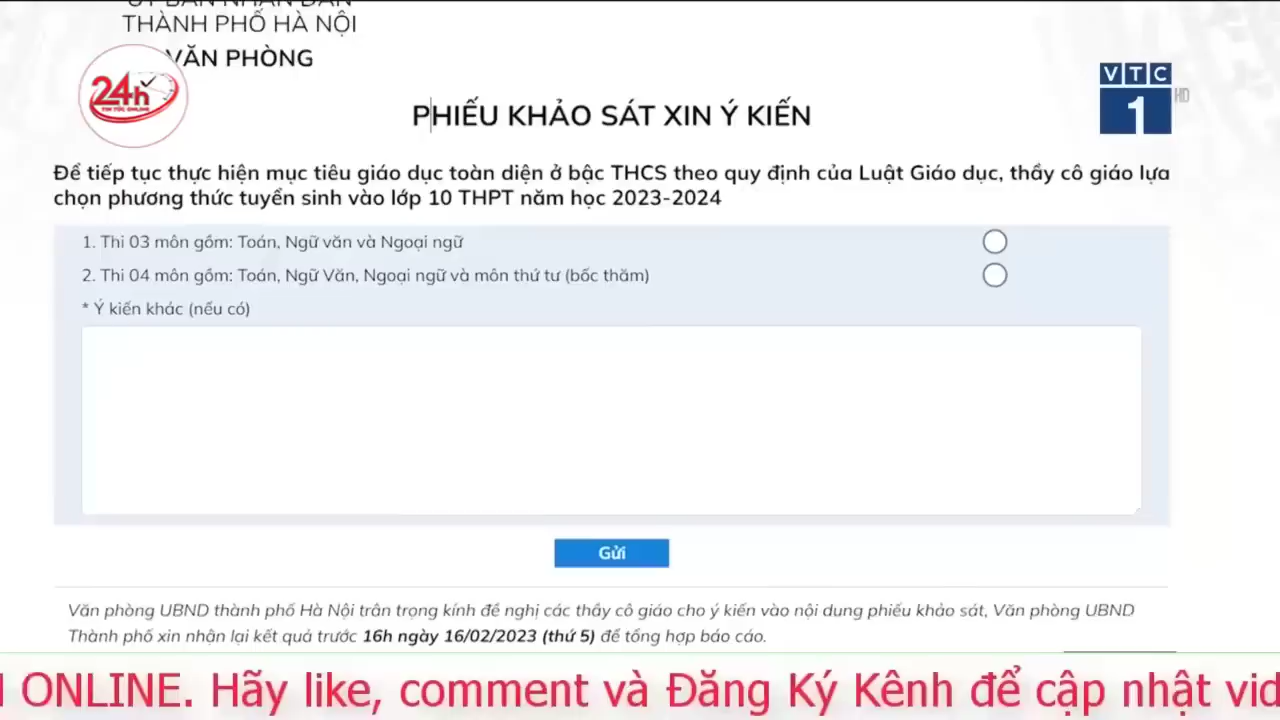 ỦY BAN NHÂN DÂN
THÀNH PHỐ HÀ NỘI
VĂN PHÒNG
24h
TIN TỨC ONLINE
VTC
1
HD
PHIẾU KHẢO SÁT XIN Ý KIẾN
Để tiếp tục thực hiện mục tiêu giáo dục toàn diện ở bậc THCS theo quy định của Luật Giáo dục, thầy cô giáo lựa
chọn phương thức tuyển sinh vào lớp 10 THPT năm học 2023-2024
1. Thi 03 môn gồm: Toán, Ngữ văn và Ngoại ngữ
2. Thi 04 môn gồm: Toán, Ngữ Văn, Ngoại ngữ và môn thứ tư (bốc thăm)
* Ý kiến khác (nếu có)
Gửi
Văn phòng UBND thành phố Hà Nội trân trọng kính đề nghị các thầy cô giáo cho ý kiến vào nội dung phiếu khảo sát, Văn phòng UBND
Thành phố xin nhận lại kết quả trước 16h ngày 16/02/2023 (thứ 5) để tổng hợp báo cáo.
ONLINE. Hãy like, comment và Đăng Ký Kênh để cập nhật vid